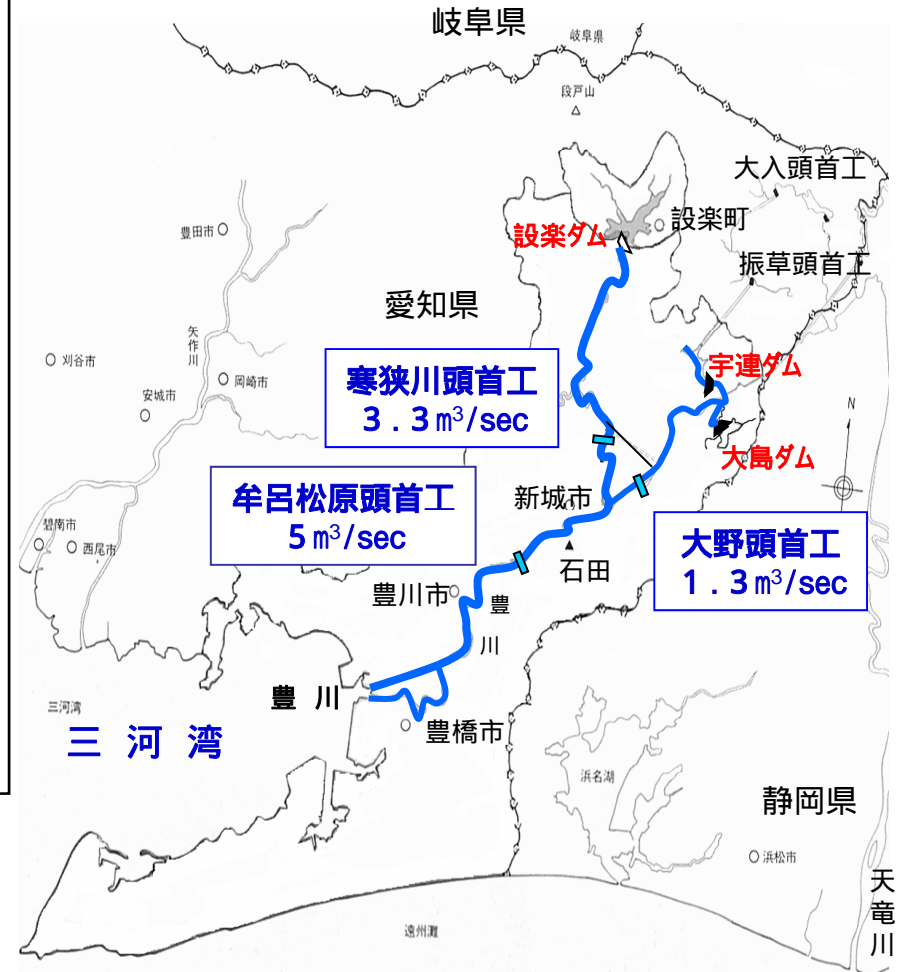 岐阜県
岐阜県
段戸山
大入頭首工
設楽町
豊田市
設楽ダム
振草頭首工
愛知県
矢作川
刈谷市
寒狭川頭首工
3.3m³/sec
宇連ダム
岡崎市
安城市
N
大島ダム
牟呂松原頭首工
5m³/sec
新城市
碧南市
西尾市
大野頭首工
1.3m³/sec
石田
豊川市
豊川
豊川
三河湾
三河湾
豊橋市
浜名湖
静岡県
浜松市
天竜川
遠州灘